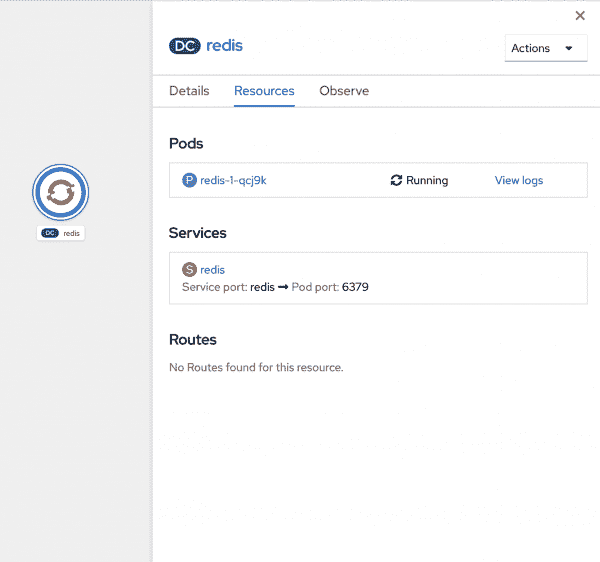 DC redis
Actions
Details Resources Observe
Pods
P redis-1-qcj9k Running View logs
DC redis
Services
S redis
Service port: redis → Pod port: 6379
Routes
No Routes found for this resource.